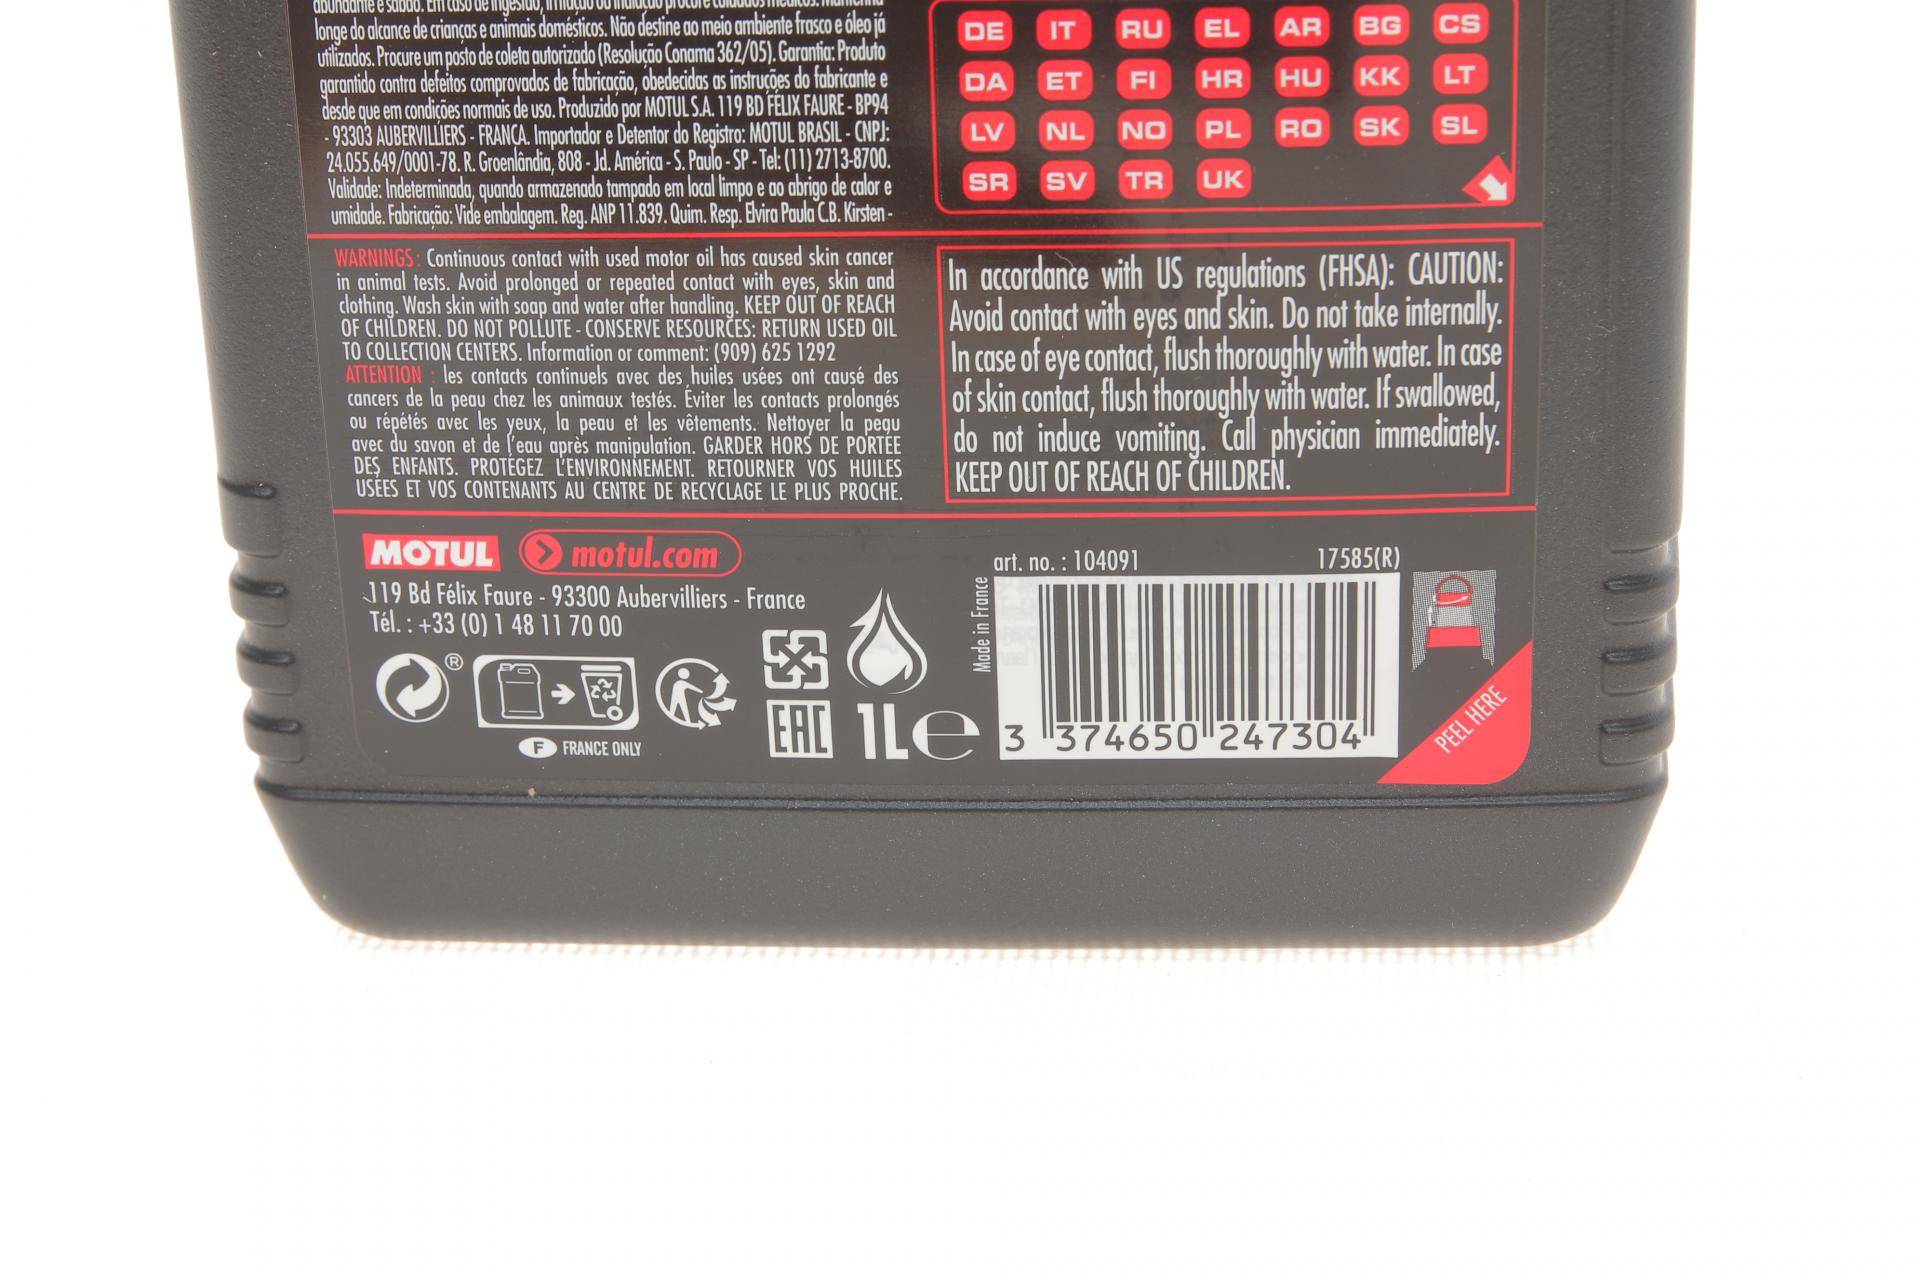 abundante e sabão. Em caso de ingestão, irritação ou inalação procure cuidados médicos. Mantenha
longe do alcance de crianças e animais domésticos. Não destine ao meio ambiente frasco e óleo já
utilizados. Procure um posto de coleta autorizado (Resolução Conama 362/05). Garantia: Produto
garantido contra defeitos comprovados de fabricação, obedecidas as instruções do fabricante e
desde que em condições normais de uso. Produzido por MOTUL S.A. 119 BD FÉLIX FAURE - BP94
- 93303 AUBERVILLIERS - FRANCA. Importador e Detentor do Registro: MOTUL BRASIL - CNPJ:
24.055.649/0001-78. R. Groenlândia, 808 - Jd. América - S. Paulo - SP - Tel: (11) 2713-8700.
Validade: Indeterminada, quando armazenado tampado em local limpo e ao abrigo de calor e
umidade. Fabricação: Vide embalagem. Reg. ANP 11.839. Quim. Resp. Elvira Paula C.B. Kirsten -
DE IT RU EL AR BG CS
DA ET FI HR HU KK LT
LV NL NO PL RO SK SL
SR SV TR UK
WARNINGS: Continuous contact with used motor oil has caused skin cancer
in animal tests. Avoid prolonged or repeated contact with eyes, skin and
clothing. Wash skin with soap and water after handling. KEEP OUT OF REACH
OF CHILDREN. DO NOT POLLUTE - CONSERVE RESOURCES: RETURN USED OIL
TO COLLECTION CENTERS. Information or comment: (909) 625 1292
ATTENTION : les contacts continuels avec des huiles usées ont causé des
cancers de la peau chez les animaux testés. Éviter les contacts prolongés
ou répétés avec les yeux, la peau et les vêtements. Nettoyer la peau
avec du savon et de l'eau après manipulation. GARDER HORS DE PORTÉE
DES ENFANTS. PROTÉGEZ L'ENVIRONNEMENT. RETOURNER VOS HUILES
USÉES ET VOS CONTENANTS AU CENTRE DE RECYCLAGE LE PLUS PROCHE.
In accordance with US regulations (FHSA): CAUTION:
Avoid contact with eyes and skin. Do not take internally.
In case of eye contact, flush thoroughly with water. In case
of skin contact, flush thoroughly with water. If swallowed,
do not induce vomiting. Call physician immediately.
KEEP OUT OF REACH OF CHILDREN.
MOTUL motul.com
119 Bd Félix Faure - 93300 Aubervilliers - France
Tél. : +33 (0) 1 48 11 70 00
®
F FRANCE ONLY
EAC
1L e
Made in France
art. no. : 104091 17585(R)
3 374650 247304
PEEL HERE